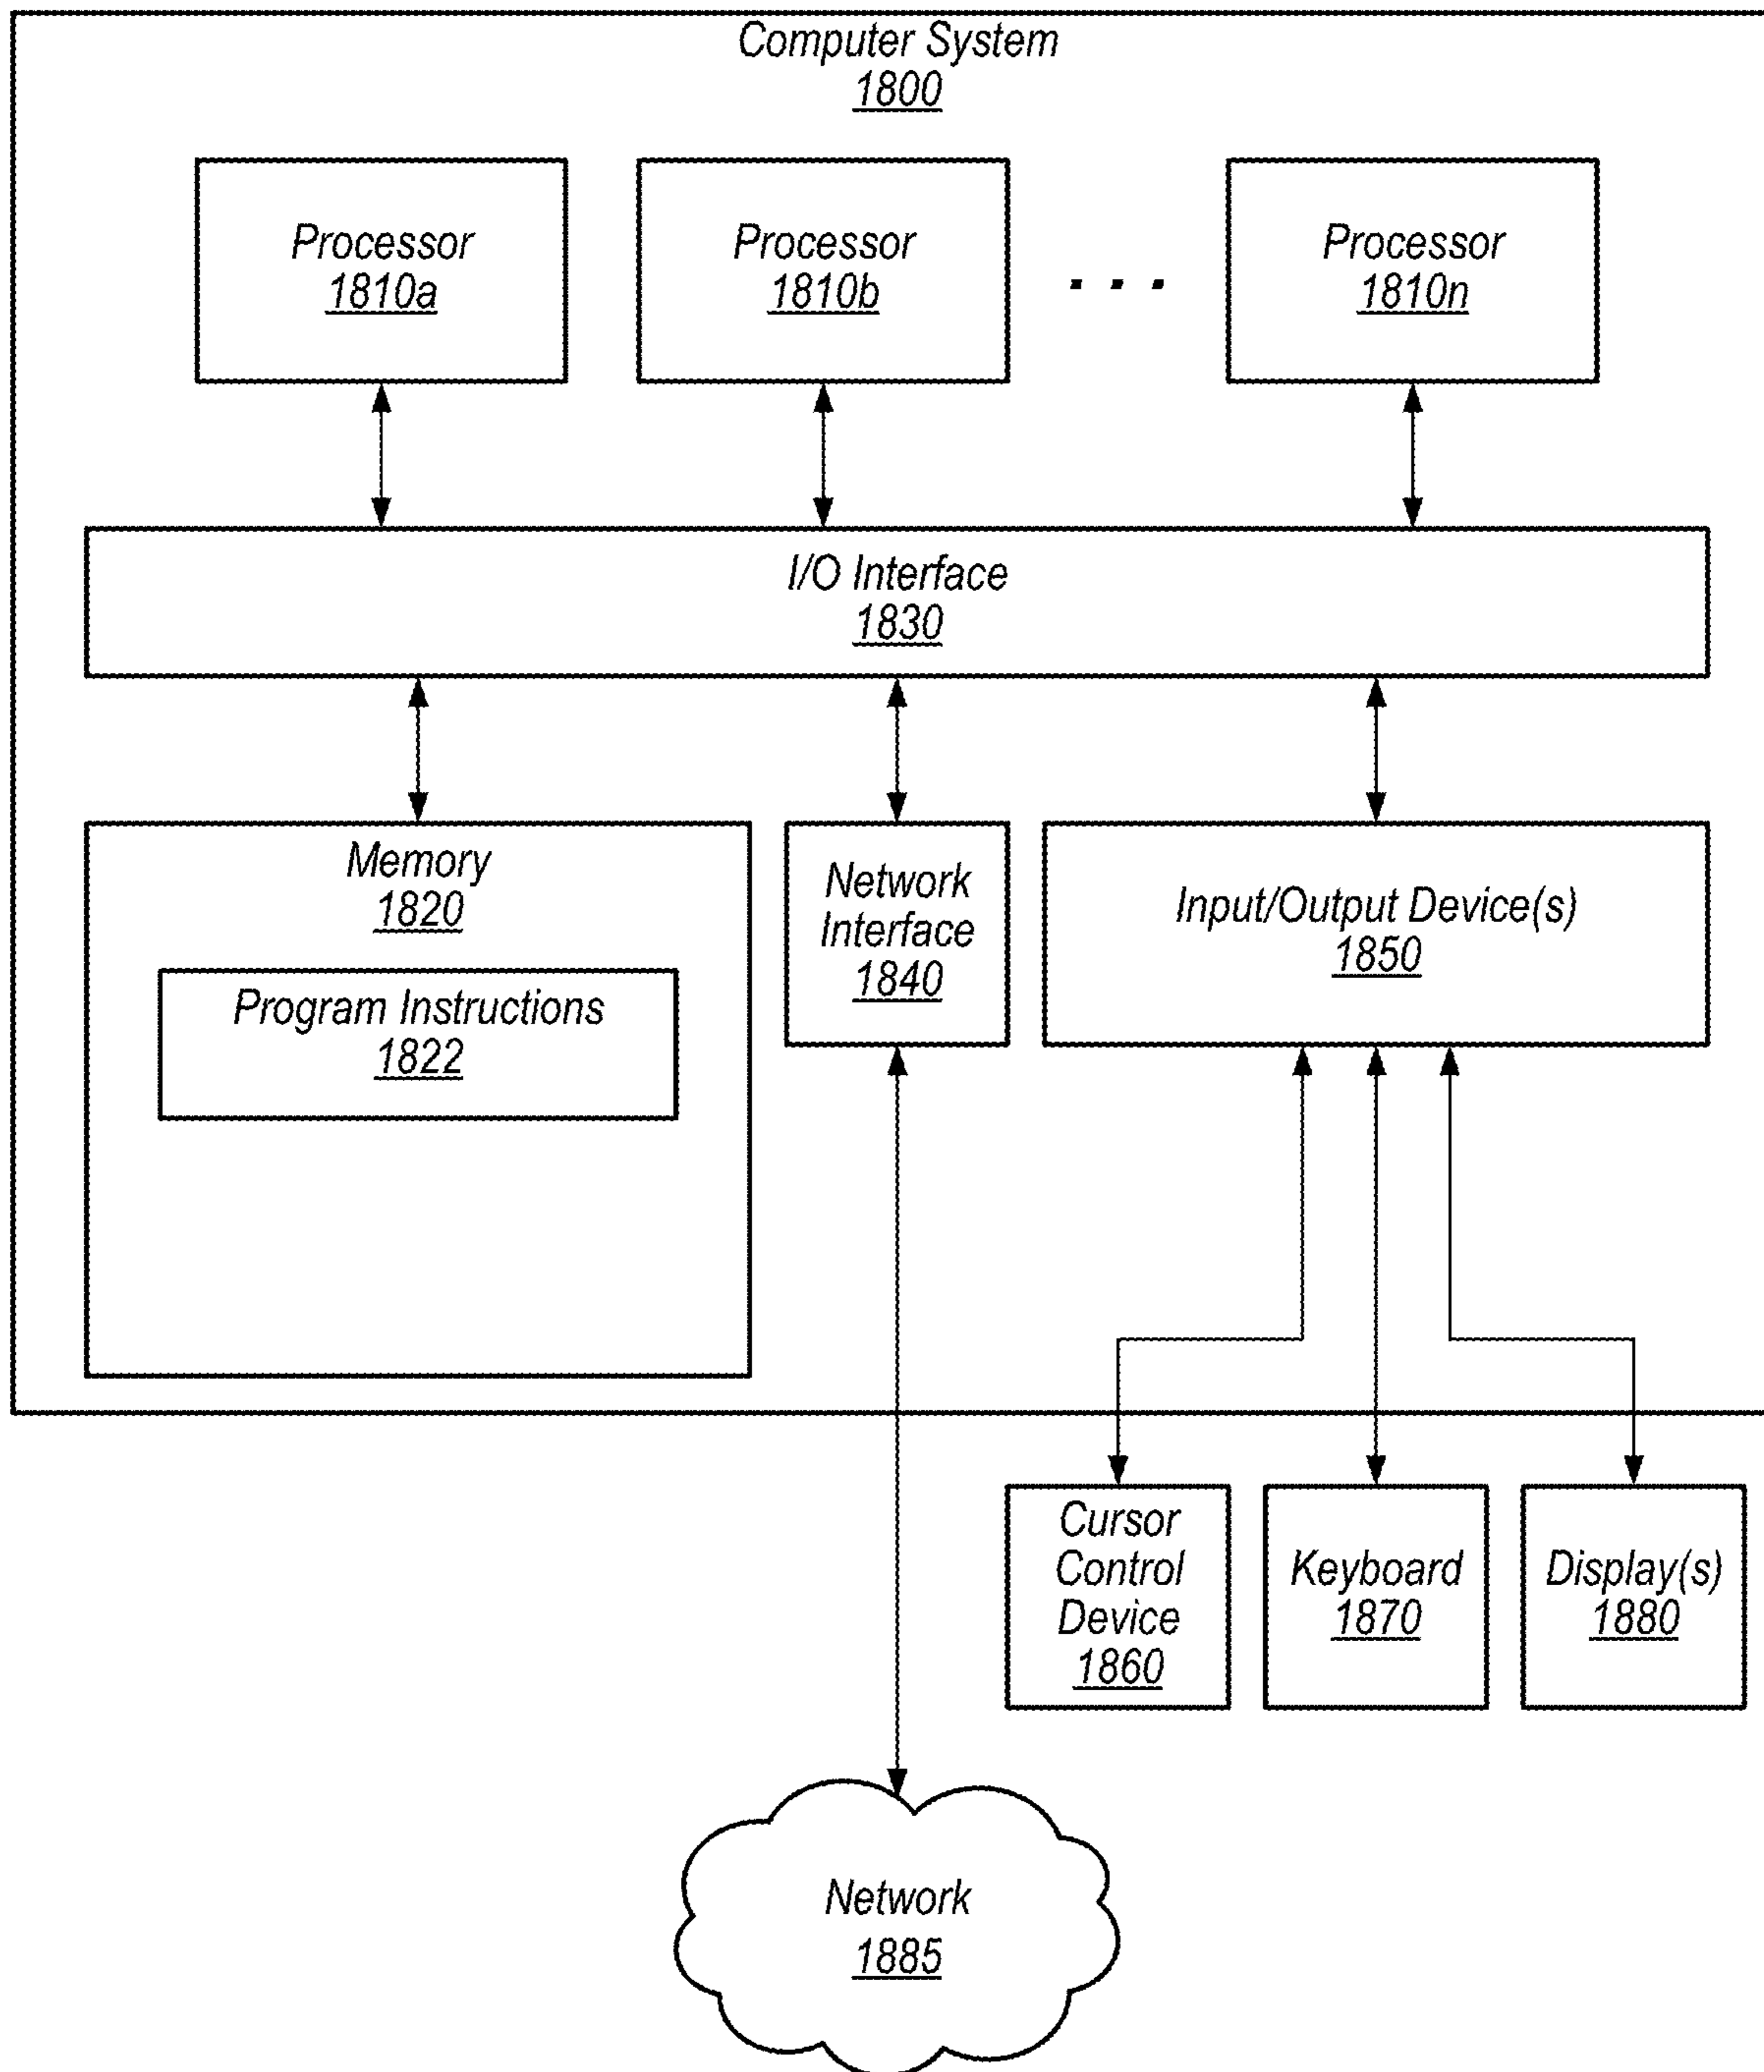 Computer System
1800
Processor
1810a
Processor
1810b
. . .
Processor
1810n
I/O Interface
1830
Memory
1820
Program Instructions
1822
Network
Interface
1840
Input/Output Device(s)
1850
Cursor
Control
Device
1860
Keyboard
1870
Display(s)
1880
Network
1885